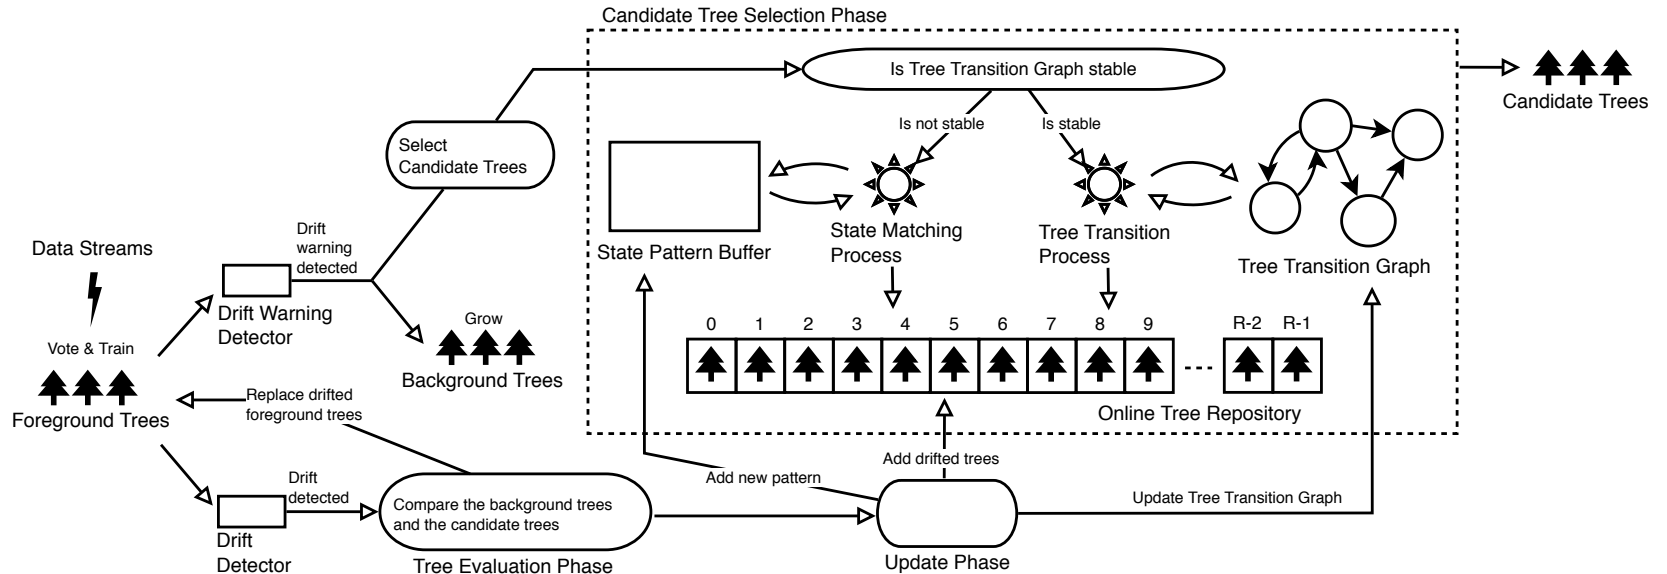 Candidate Tree Selection Phase
Is Tree Transition Graph stable
Candidate Trees
Is not stable
Is stable
Select
Candidate Trees
State Pattern Buffer
State Matching
Process
Tree Transition
Process
Tree Transition Graph
Data Streams
Drift
warning
detected
Drift Warning
Detector
Vote & Train
Foreground Trees
Grow
Background Trees
0 1 2 3 4 5 6 7 8 9 R-2 R-1
Online Tree Repository
Replace drifted
foreground trees
Drift
detected
Drift
Detector
Compare the background trees
and the candidate trees
Tree Evaluation Phase
Add new pattern
Add drifted trees
Update Tree Transition Graph
Update Phase